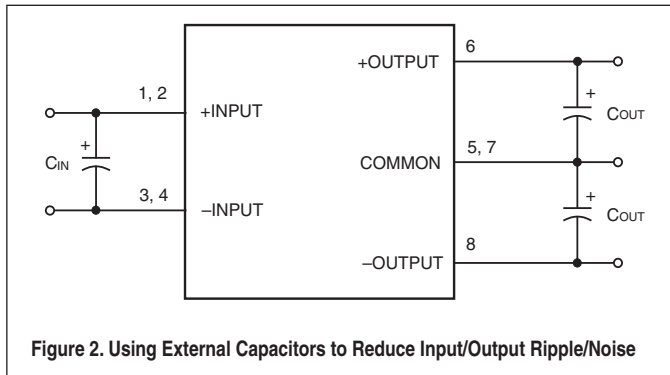 6
+OUTPUT
1, 2
+
+INPUT
COUT
5, 7
+
CIN
COMMON
3, 4
+
–INPUT
COUT
8
–OUTPUT
Figure 2. Using External Capacitors to Reduce Input/Output Ripple/Noise